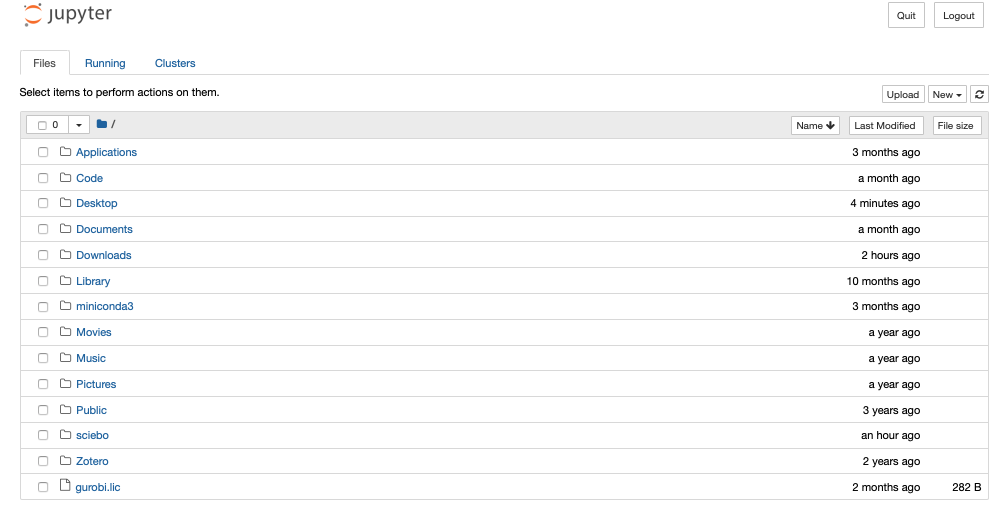 jupyter Quit Logout
Files Running Clusters
Select items to perform actions on them. Upload New
0 / Name Last Modified File size
Applications 3 months ago
Code a month ago
Desktop 4 minutes ago
Documents a month ago
Downloads 2 hours ago
Library 10 months ago
miniconda3 3 months ago
Movies a year ago
Music a year ago
Pictures a year ago
Public 3 years ago
sciebo an hour ago
Zotero 2 years ago
gurobi.lic 2 months ago 282 B